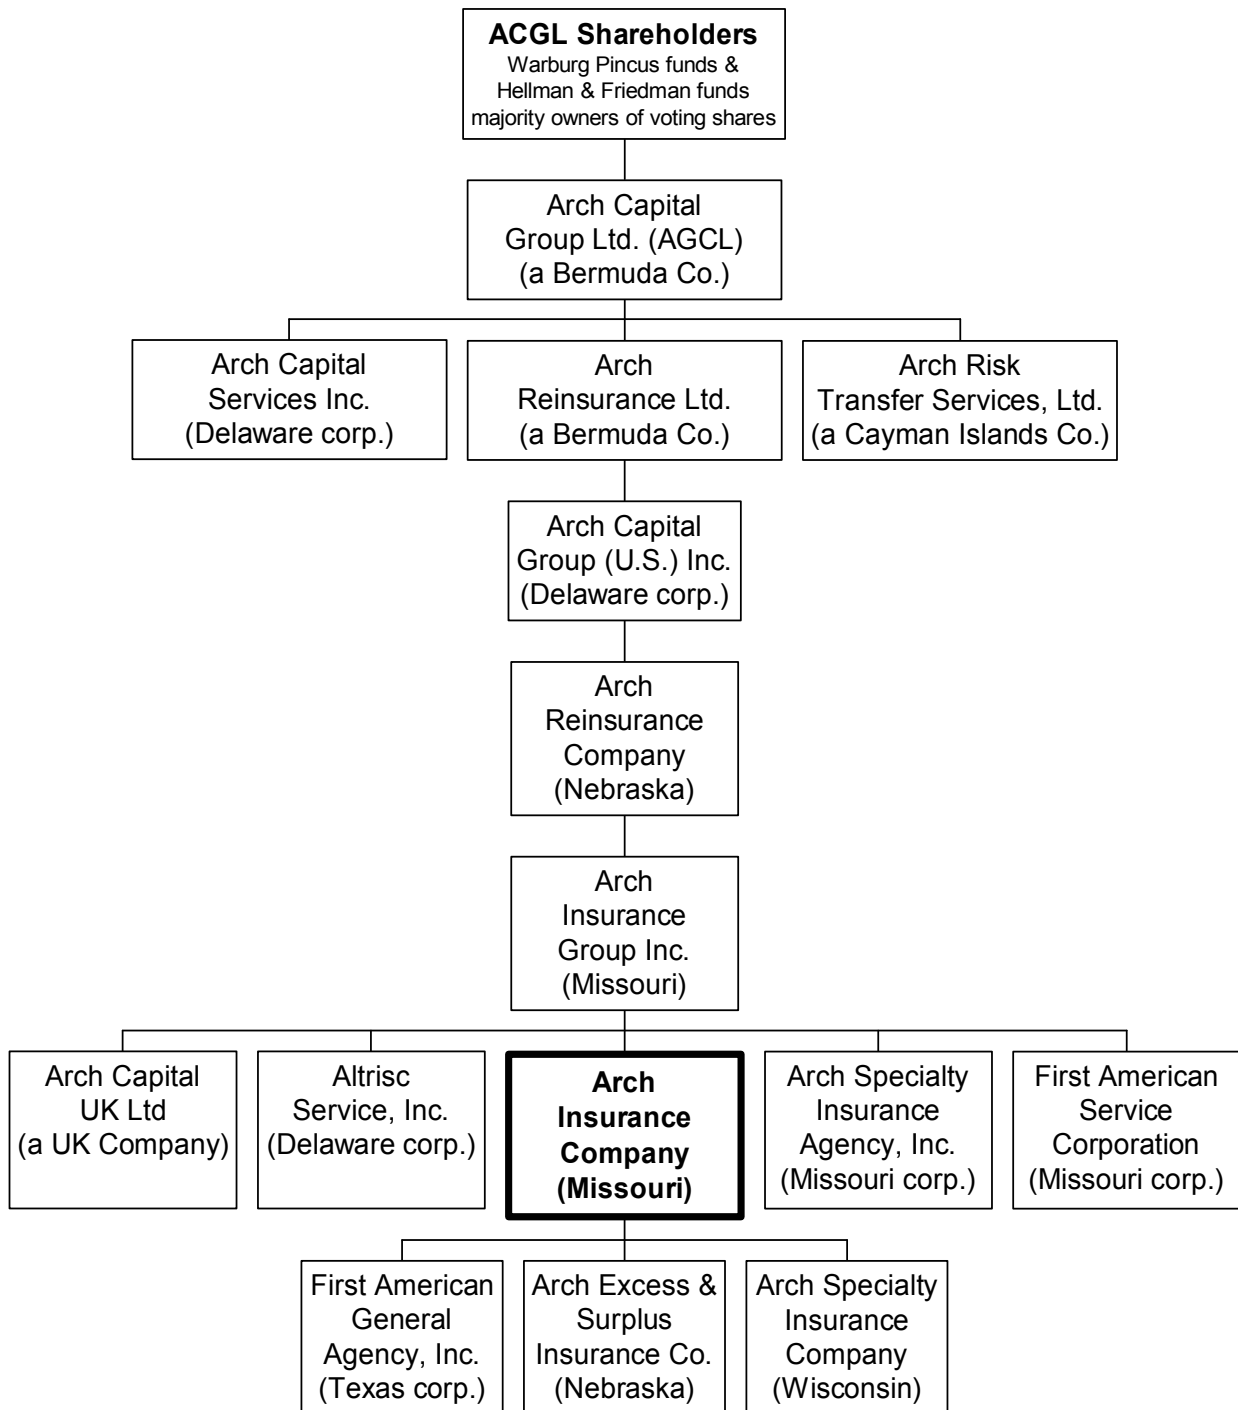 ACGL Shareholders
Warburg Pincus funds &
Hellman & Friedman funds
majority owners of voting shares
Arch Capital
Group Ltd. (AGCL)
(a Bermuda Co.)
Arch Capital
Services Inc.
(Delaware corp.)
Arch
Reinsurance Ltd.
(a Bermuda Co.)
Arch Risk
Transfer Services, Ltd.
(a Cayman Islands Co.)
Arch Capital
Group (U.S.) Inc.
(Delaware corp.)
Arch
Reinsurance
Company
(Nebraska)
Arch
Insurance
Group Inc.
(Missouri)
Arch Capital
UK Ltd
(a UK Company)
Altrisc
Service, Inc.
(Delaware corp.)
Arch
Insurance
Company
(Missouri)
Arch Specialty
Insurance
Agency, Inc.
(Missouri corp.)
First American
Service
Corporation
(Missouri corp.)
First American
General
Agency, Inc.
(Texas corp.)
Arch Excess &
Surplus
Insurance Co.
(Nebraska)
Arch Specialty
Insurance
Company
(Wisconsin)